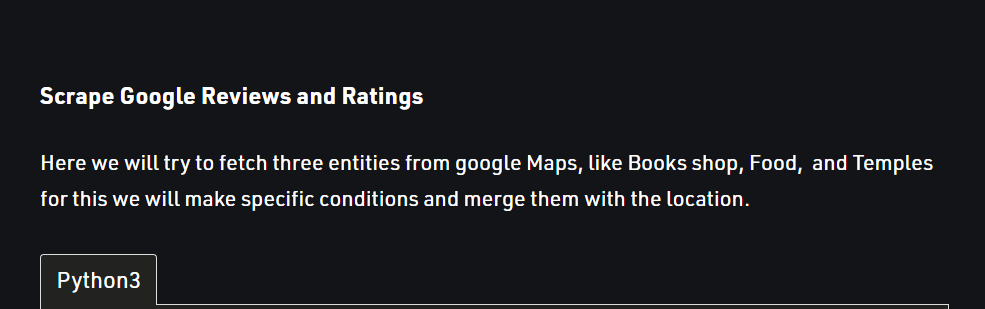 Scrape Google Reviews and Ratings
Here we will try to fetch three entities from google Maps, like Books shop, Food,  and Temples
for this we will make specific conditions and merge them with the location.
Python3